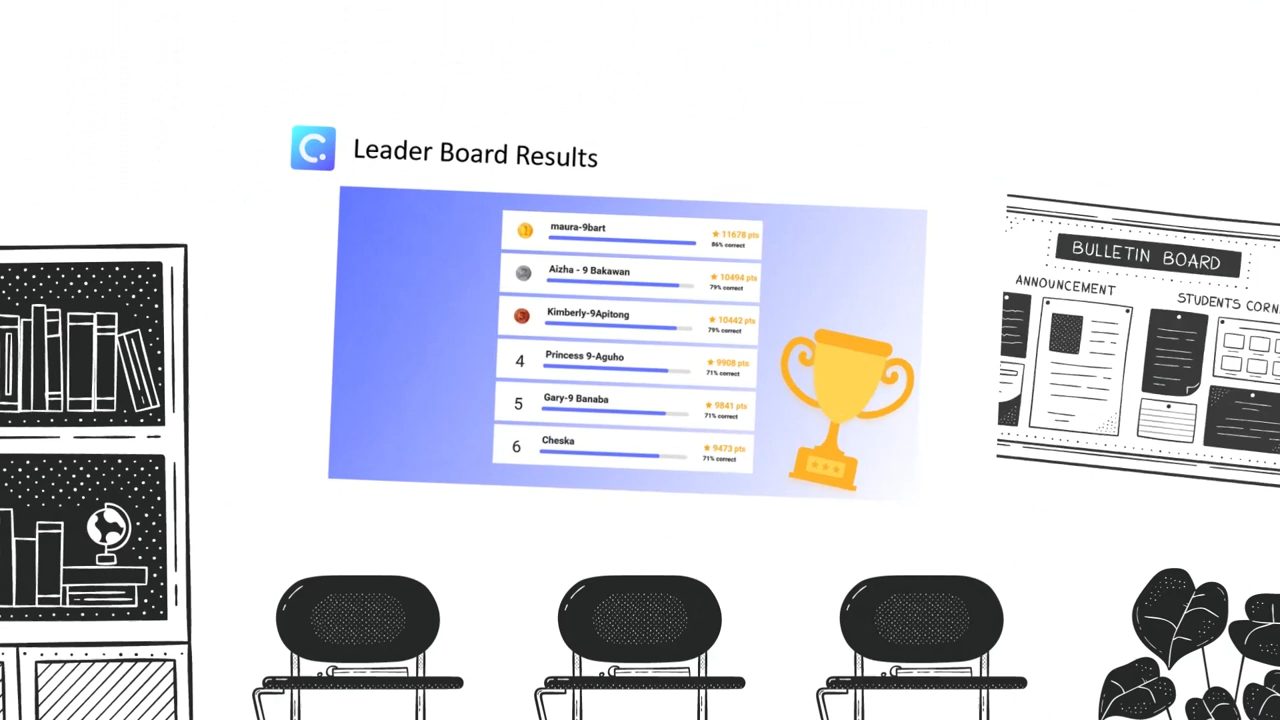 Leader Board Results
maura-9bart
★ 11678 pts
86% correct
Aizha - 9 Bakawan
★ 10494 pts
79% correct
Kimberly-9Apitong
★ 10442 pts
79% correct
4
Princess 9-Aguho
★ 9908 pts
71% correct
5
Gary-9 Banaba
★ 9841 pts
71% correct
6
Cheska
★ 9473 pts
71% correct
BULLETIN BOARD
ANNOUNCEMENT
STUDENTS CORN